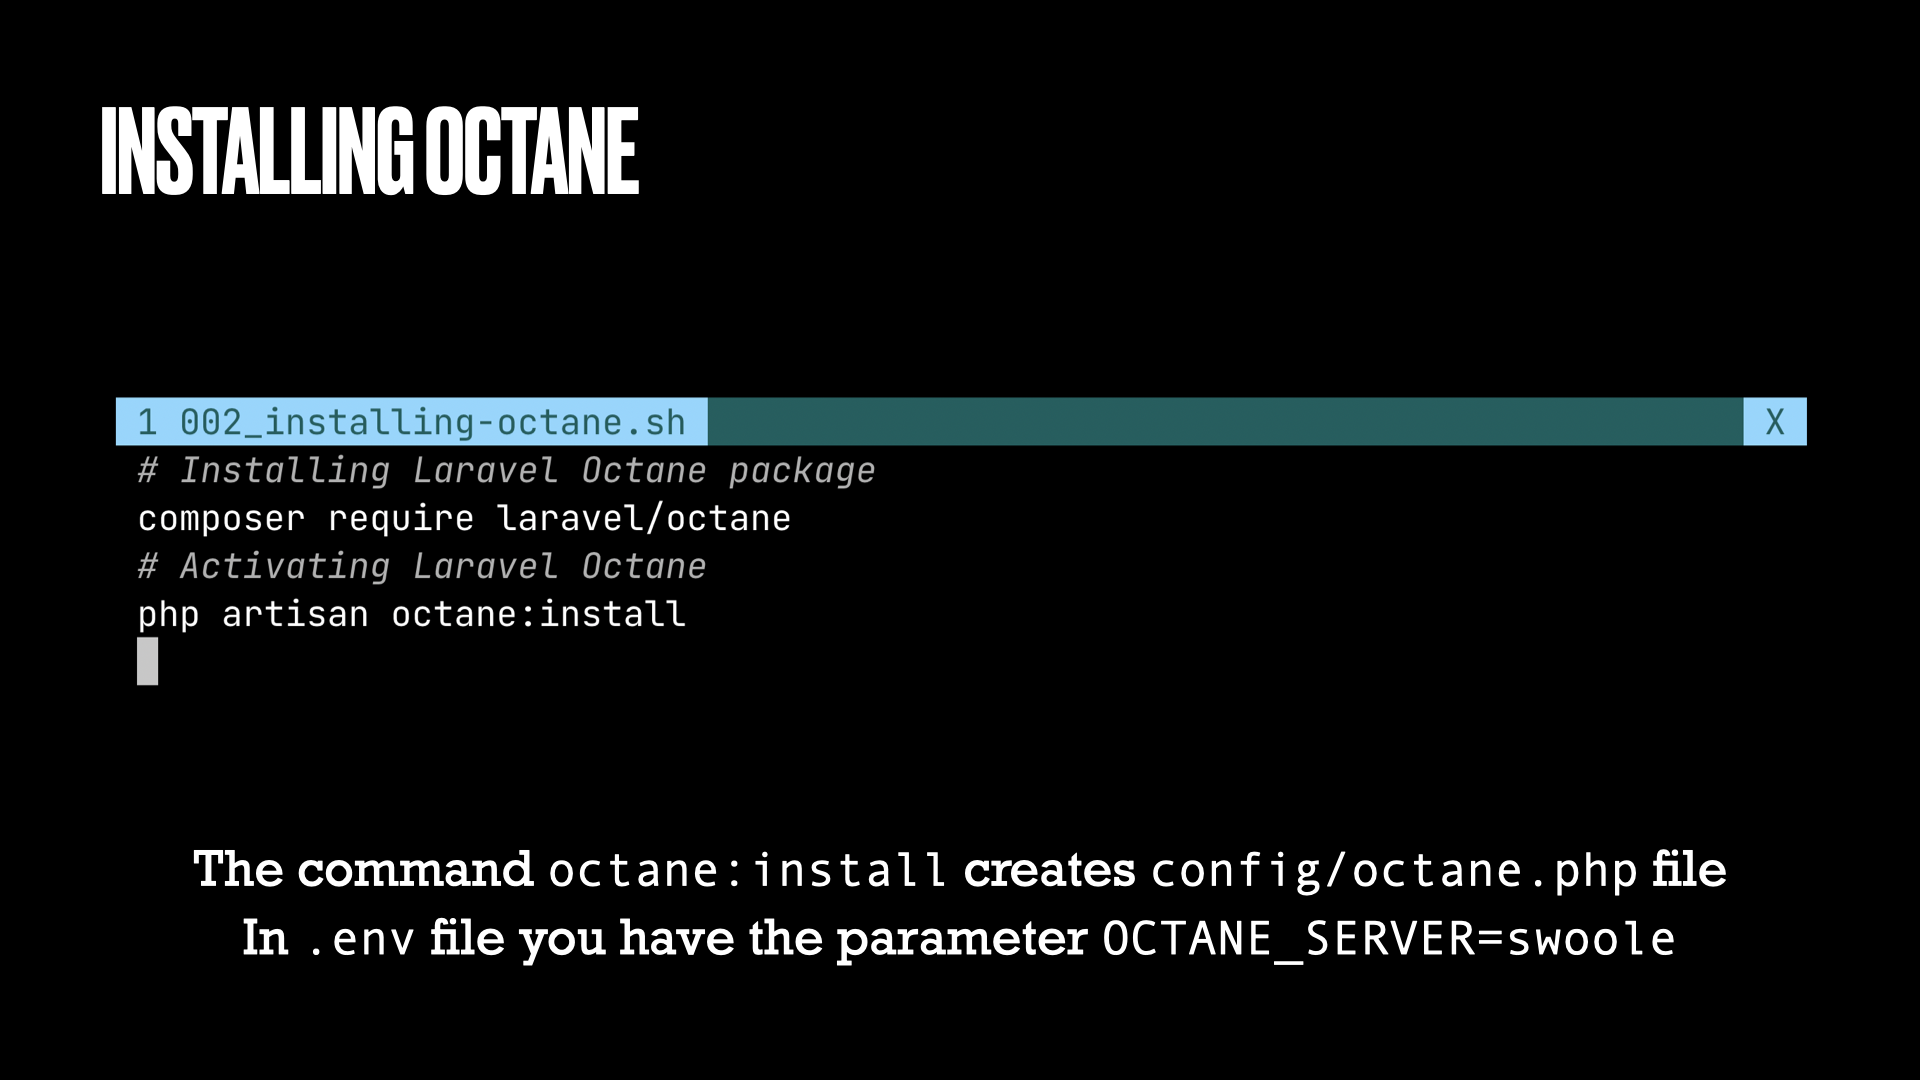 INSTALLING OCTANE
1 002_installing-octane.sh X
# Installing Laravel Octane package
composer require laravel/octane
# Activating Laravel Octane
php artisan octane:install
The command octane:install creates config/octane.php file
In .env file you have the parameter OCTANE_SERVER=swoole